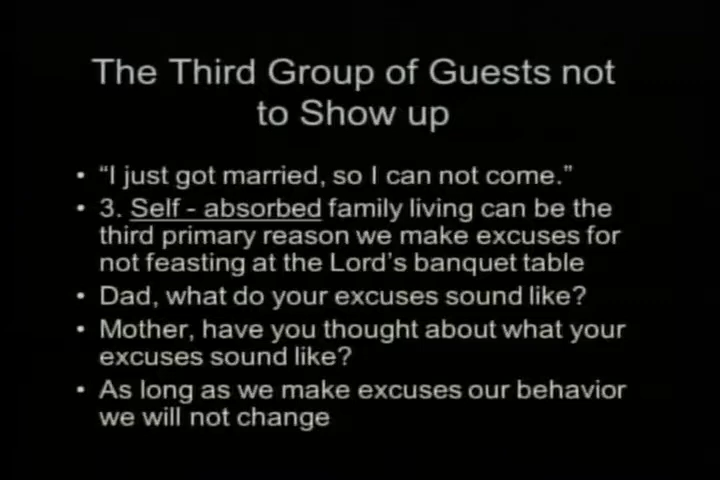 The Third Group of Guests not
to Show up
• “I just got married, so I can not come.”
• 3. Self - absorbed family living can be the
third primary reason we make excuses for
not feasting at the Lord’s banquet table
• Dad, what do your excuses sound like?
• Mother, have you thought about what your
excuses sound like?
• As long as we make excuses our behavior
we will not change